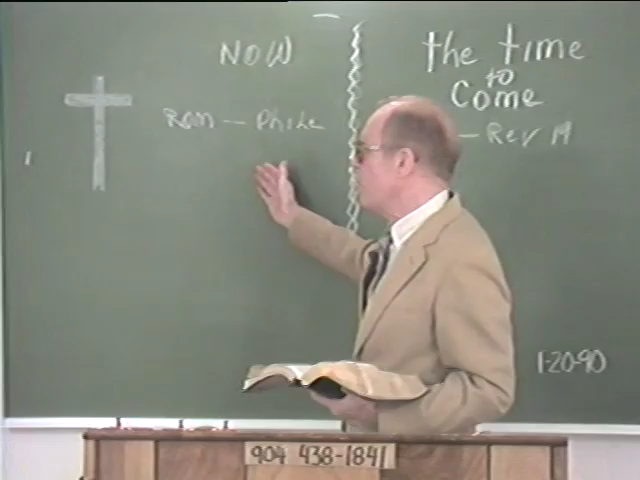 NOW
Rom — Phile
the time
to
Come
— Rev 19
1-20-90
904 438-1841